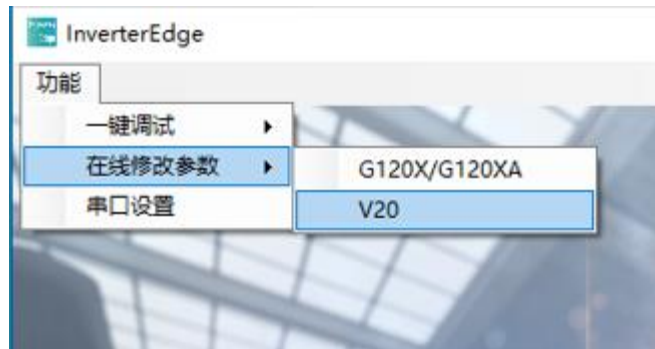 InverterEdge
功能
一键调试
在线修改参数
G120X/G120XA
串口设置
V20